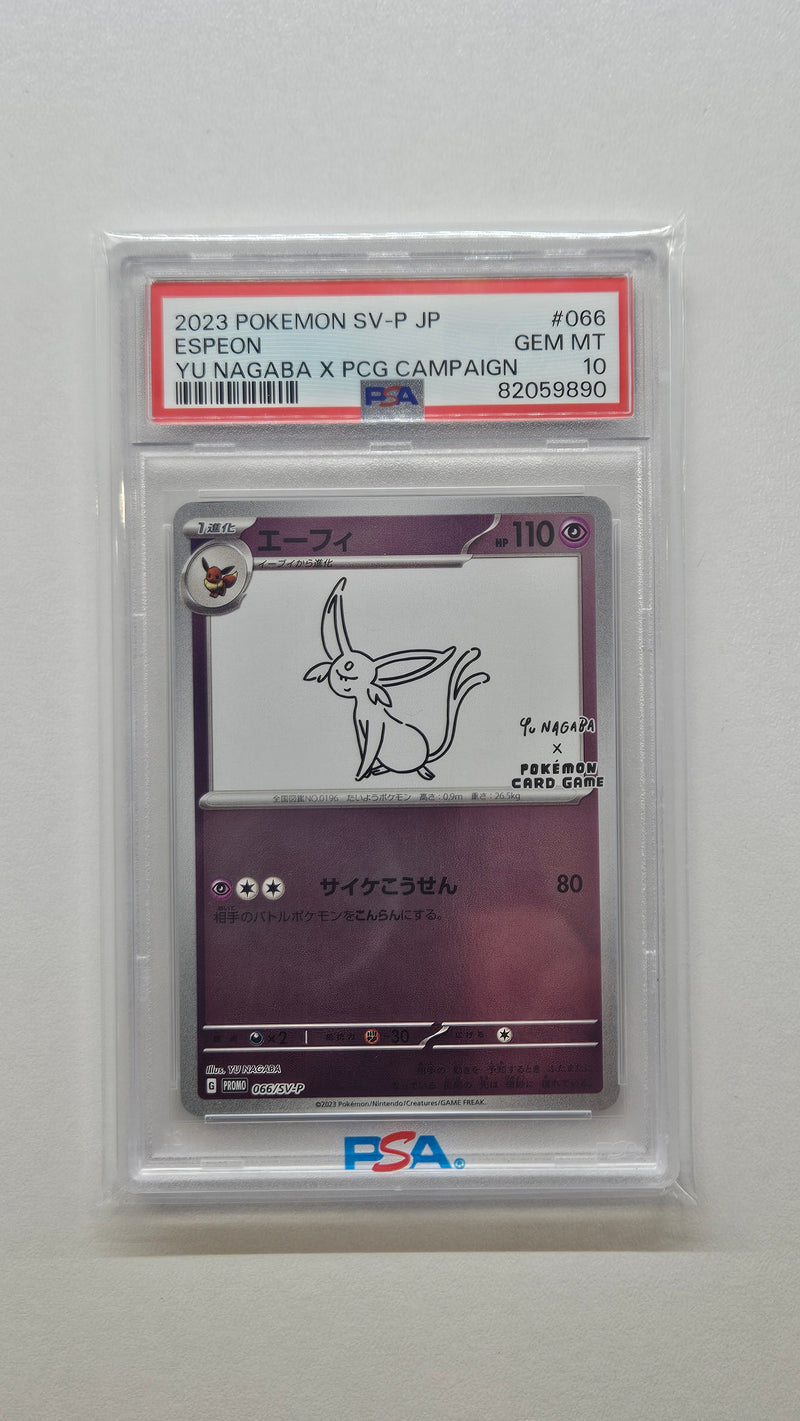 2023 POKEMON SV-P JP #066
ESPEON GEM MT
YU NAGABA X PCG CAMPAIGN 10
PSA 82059890
1進化 エーフィ HP 110
イーブイから進化
YU NAGABA
X
POKÉMON
CARD GAME
全国図鑑NO.0196 たいようポケモン 高さ:0.9m 重さ:26.5kg
サイケこうせん 80
相手のバトルポケモンをこんらんにする。
×2 -30
Illus. YU NAGABA
G PROMO 066/SV-P
©2023 Pokémon/Nintendo/Creatures/GAME FREAK.
PSA®